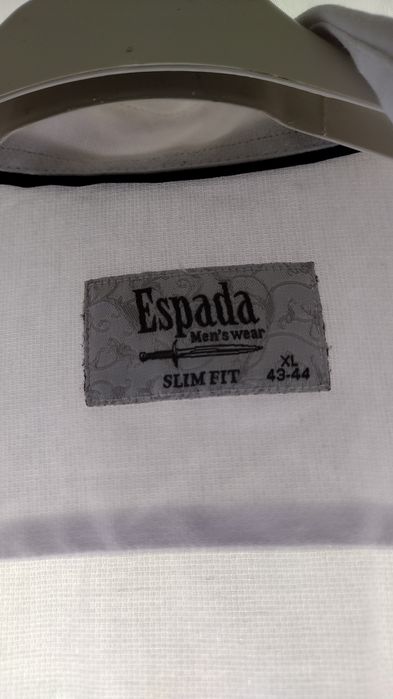 Espada
Men's wear
SLIM FIT
XL
43-44